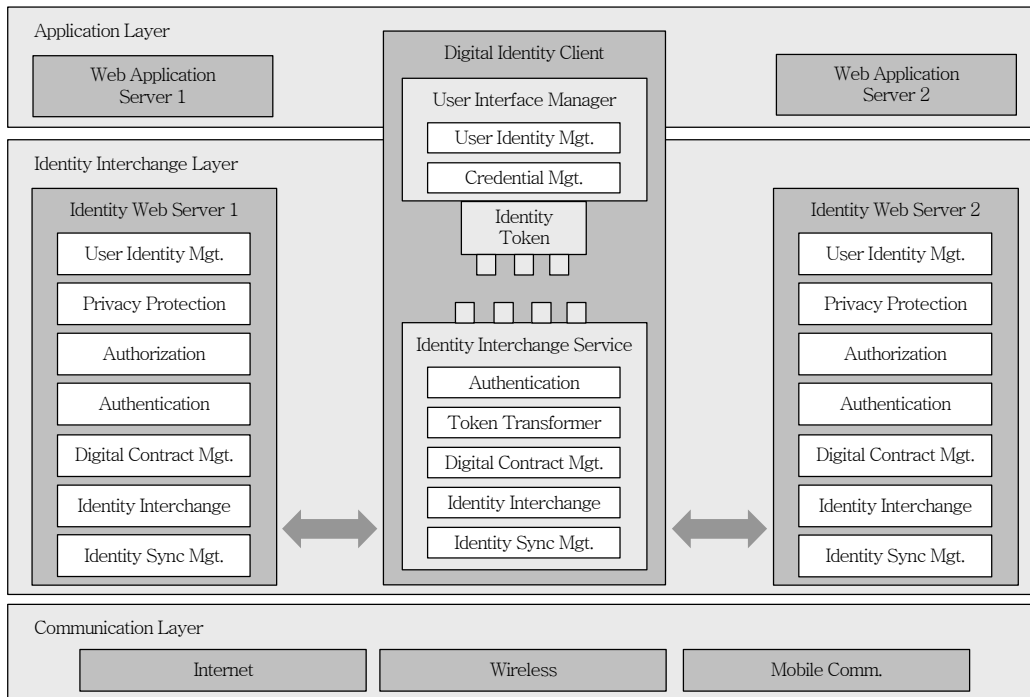 Application Layer
Web Application
Server 1
Digital Identity Client
User Interface Manager
User Identity Mgt.
Credential Mgt.
Identity
Token
Web Application
Server 2
Identity Interchange Layer
Identity Web Server 1
User Identity Mgt.
Privacy Protection
Authorization
Authentication
Digital Contract Mgt.
Identity Interchange
Identity Sync Mgt.
Identity Interchange Service
Authentication
Token Transformer
Digital Contract Mgt.
Identity Interchange
Identity Sync Mgt.
Identity Web Server 2
User Identity Mgt.
Privacy Protection
Authorization
Authentication
Digital Contract Mgt.
Identity Interchange
Identity Sync Mgt.
Communication Layer
Internet
Wireless
Mobile Comm.